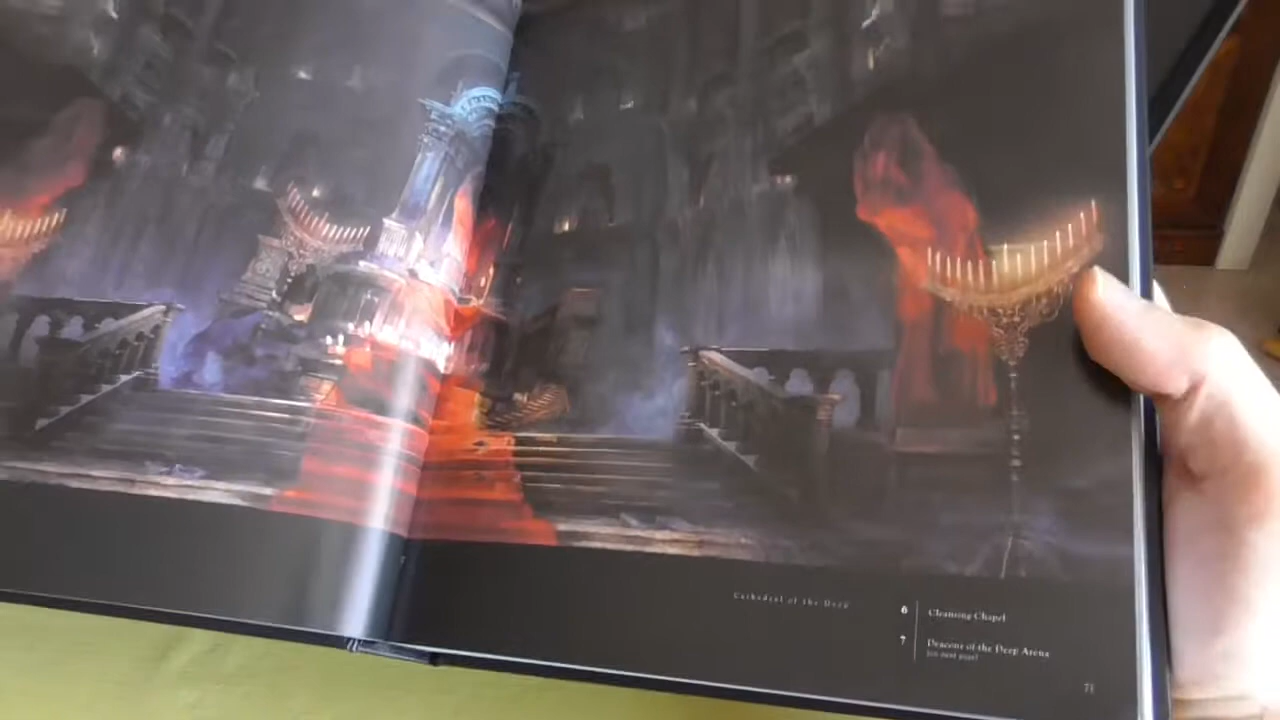 Cathedral of the Deep
6 Cleansing Chapel
7 Deacons of the Deep Arena
(on next page)
71